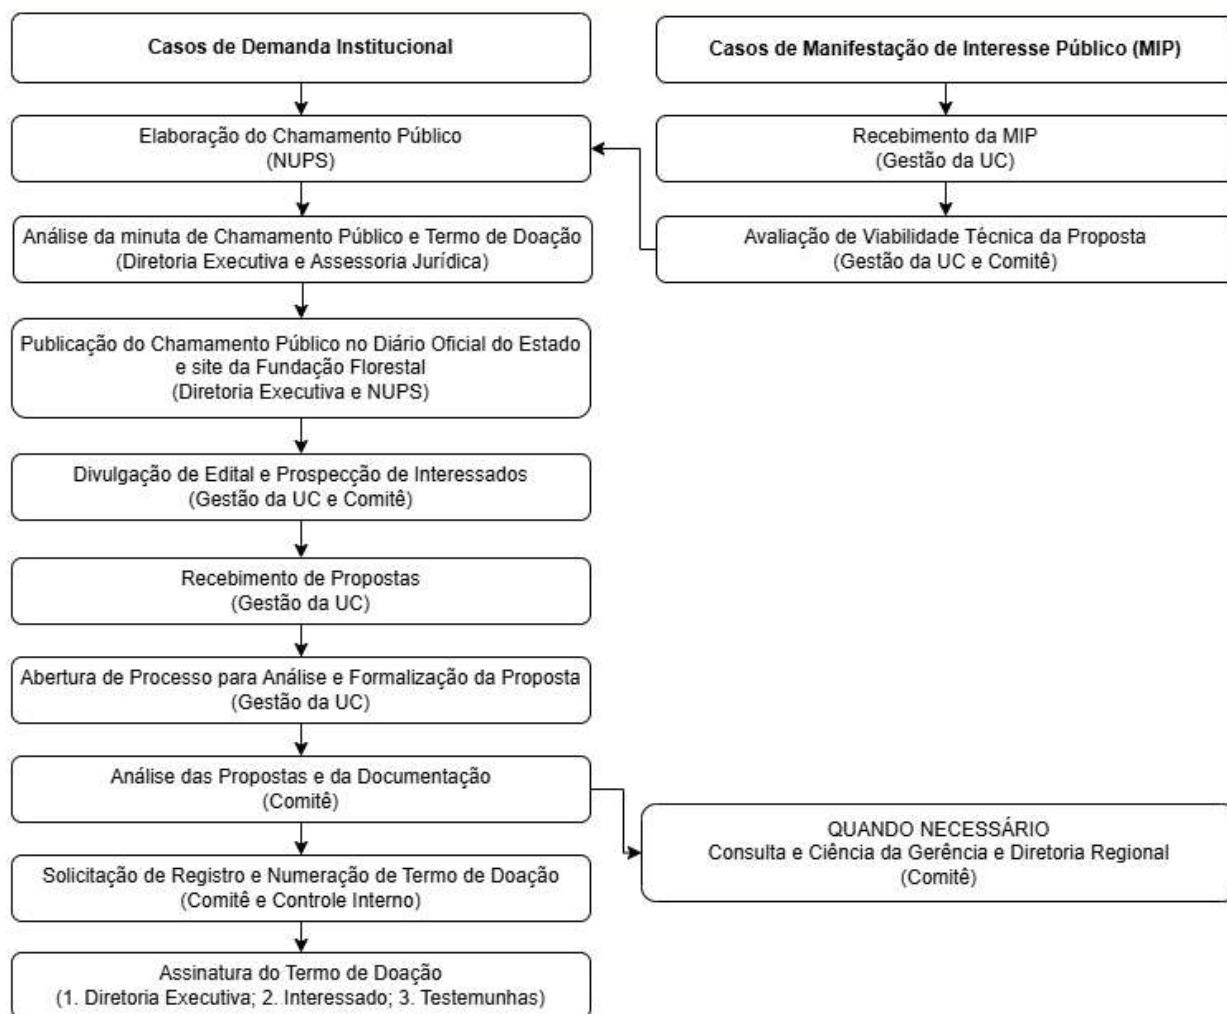 Casos de Demanda Institucional
Casos de Manifestação de Interesse Público (MIP)
Elaboração do Chamamento Público
(NUPS)
Recebimento da MIP
(Gestão da UC)
Análise da minuta de Chamamento Público e Termo de Doação
(Diretoria Executiva e Assessoria Jurídica)
Avaliação de Viabilidade Técnica da Proposta
(Gestão da UC e Comitê)
Publicação do Chamamento Público no Diário Oficial do Estado
e site da Fundação Florestal
(Diretoria Executiva e NUPS)
Divulgação de Edital e Prospecção de Interessados
(Gestão da UC e Comitê)
Recebimento de Propostas
(Gestão da UC)
Abertura de Processo para Análise e Formalização da Proposta
(Gestão da UC)
Análise das Propostas e da Documentação
(Comitê)
QUANDO NECESSÁRIO
Consulta e Ciência da Gerência e Diretoria Regional
(Comitê)
Solicitação de Registro e Numeração de Termo de Doação
(Comitê e Controle Interno)
Assinatura do Termo de Doação
(1. Diretoria Executiva; 2. Interessado; 3. Testemunhas)